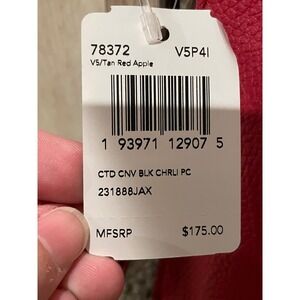 78372 V5P4I
V5/Tan Red Apple
1 93971 12907 5
CTD CNV BLK CHRLI PC
231888JAX
MFSRP $175.00